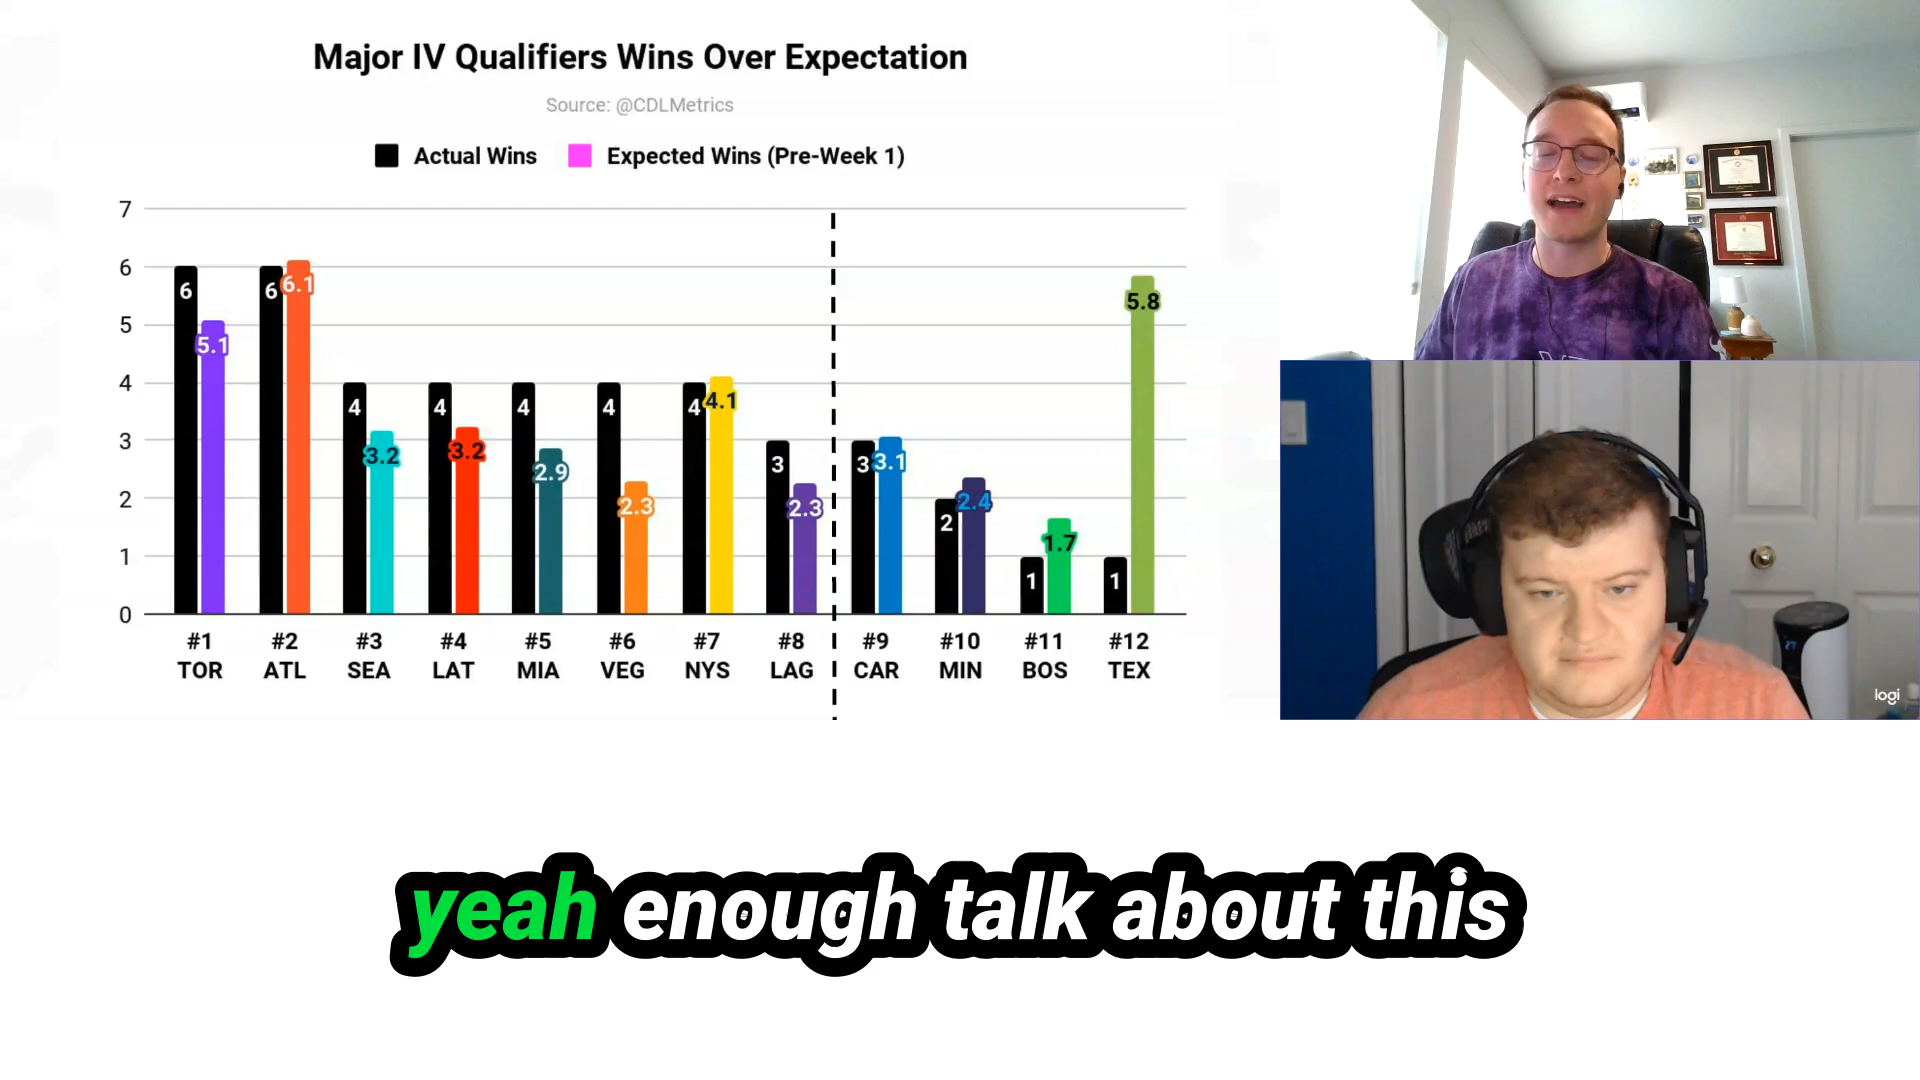 Major IV Qualifiers Wins Over Expectation
Source: @CDLMetrics
Actual Wins Expected Wins (Pre-Week 1)
7
6
5
4
3
2
1
0
6 5.1 6 6.1 4 3.2 4 3.2 4 2.9 4 2.3 4 4.1 3 2.3 3 3.1 2 2.4 1 1.7 1 5.8
#1 #2 #3 #4 #5 #6 #7 #8 #9 #10 #11 #12
TOR ATL SEA LAT MIA VEG NYS LAG CAR MIN BOS TEX
logi
yeah enough talk about this